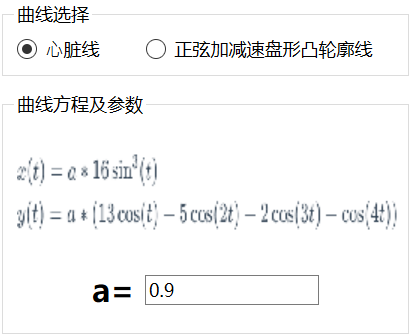 曲线选择
心脏线 正弦加减速盘形凸轮廓线
曲线方程及参数
x(t) = a * 16 sin³(t)
y(t) = a * (13 cos(t) − 5 cos(2t) − 2 cos(3t) − cos(4t))
a= 0.9